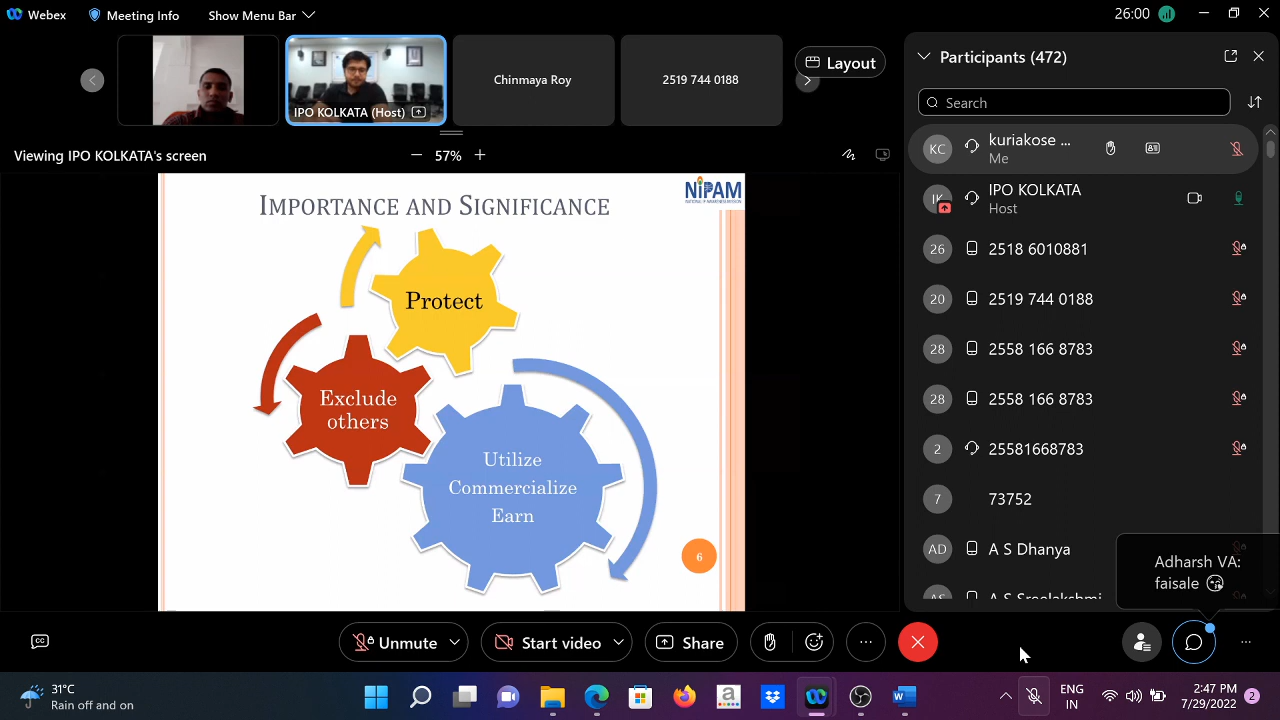 Webex
Meeting Info
Show Menu Bar
26:00
IPO KOLKATA (Host)
Chinmaya Roy
2519 744 0188
Layout
Participants (472)
Search
Viewing IPO KOLKATA's screen
57%
KC
kuriakose ...
Me
IMPORTANCE AND SIGNIFICANCE
NIPAM
IK
IPO KOLKATA
Host
26
2518 6010881
20
2519 744 0188
28
2558 166 8783
28
2558 166 8783
2
25581668783
7
73752
AD
A S Dhanya
A S Sreelakshmi
Protect
Exclude
others
Utilize
Commercialize
Earn
6
Adharsh VA:
faisale
CC
Unmute
Start video
Share
31°C
Rain off and on
ENG
IN
2:47 PM
7/29/2022
2